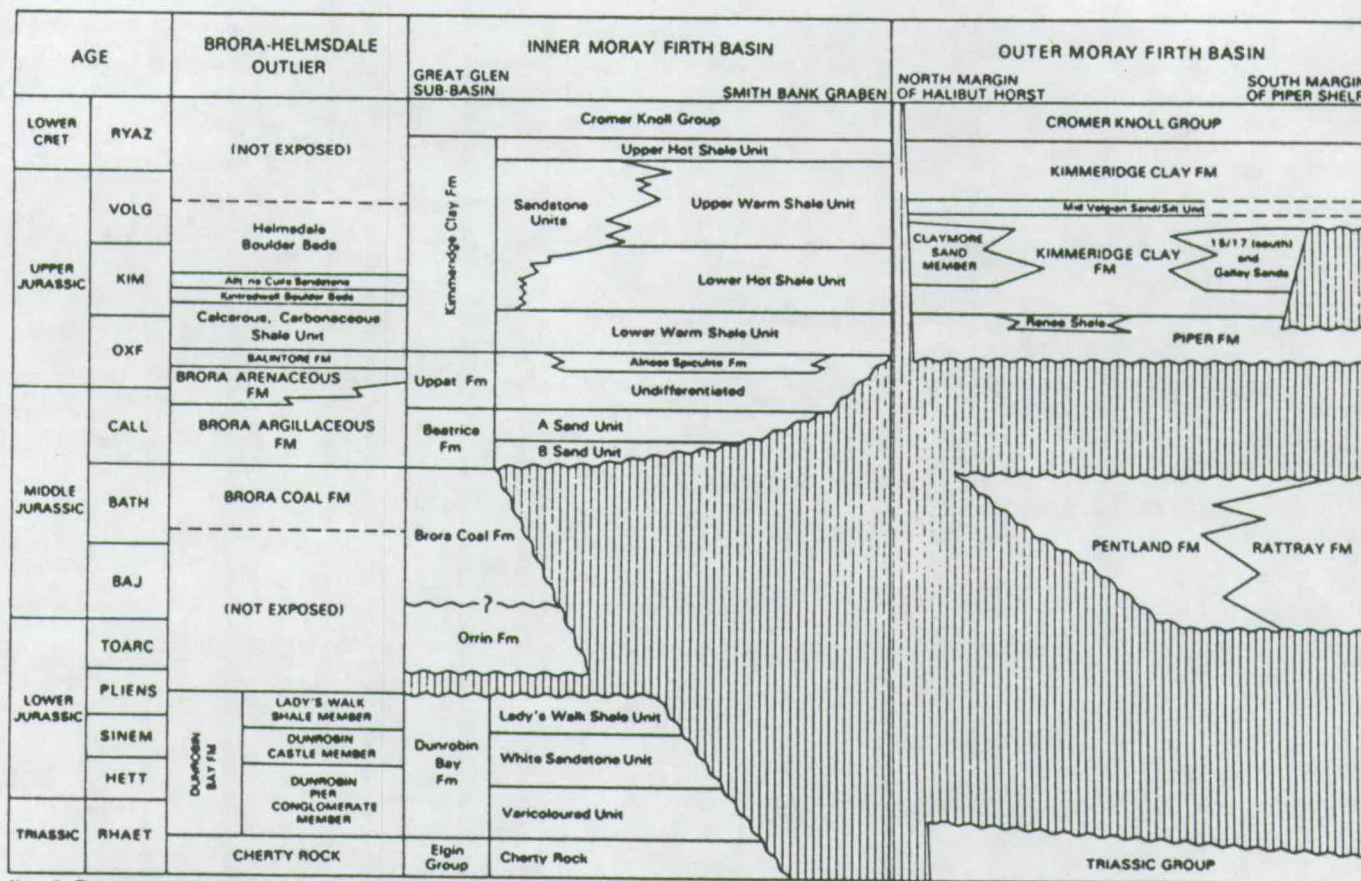 AGE
BRORA-HELMSDALE
OUTLIER
INNER MORAY FIRTH BASIN
GREAT GLEN
SUB-BASIN
SMITH BANK GRABEN
OUTER MORAY FIRTH BASIN
NORTH MARGIN
OF HALIBUT HORST
SOUTH MARGIN
OF PIPER SHELF
LOWER
CRET
RYAZ
UPPER
JURASSIC
VOLG
KIM
OXF
MIDDLE
JURASSIC
CALL
BATH
BAJ
LOWER
JURASSIC
TOARC
PLIENS
SINEM
HETT
TRIASSIC
RHAET
(NOT EXPOSED)
Helmsdale
Boulder Beds
Sandstone
Kintradwell Boulder Beds
Calcerous, Carbonaceous
Shale Unit
BALINTORE FM
BRORA ARENACEOUS
FM
BRORA ARGILLACEOUS
FM
BRORA COAL FM
(NOT EXPOSED)
DUNROBIN
BAY FM
LADY'S WALK
SHALE MEMBER
DUNROBIN
CASTLE MEMBER
DUNROBIN
PIER
CONGLOMERATE
MEMBER
CHERTY ROCK
Cromer Knoll Group
Kimmeridge Clay Fm
Upper Hot Shale Unit
Sandstone
Units
Upper Warm Shale Unit
Lower Hot Shale Unit
Lower Warm Shale Unit
Uppat Fm
Alness Spiculite Fm
Undifferentiated
Beatrice
Fm
A Sand Unit
B Sand Unit
Brora Coal Fm
?
Orrin Fm
Dunrobin
Bay
Fm
Lady's Walk Shale Unit
White Sandstone Unit
Varicoloured Unit
Elgin
Group
Cherty Rock
CROMER KNOLL GROUP
KIMMERIDGE CLAY FM
Mid Volgian Sand/Silt Unit
CLAYMORE
SAND
MEMBER
KIMMERIDGE CLAY
FM
15/17 (south)
and
Galley Sands
Renee Shale
PIPER FM
PENTLAND FM
RATTRAY FM
TRIASSIC GROUP